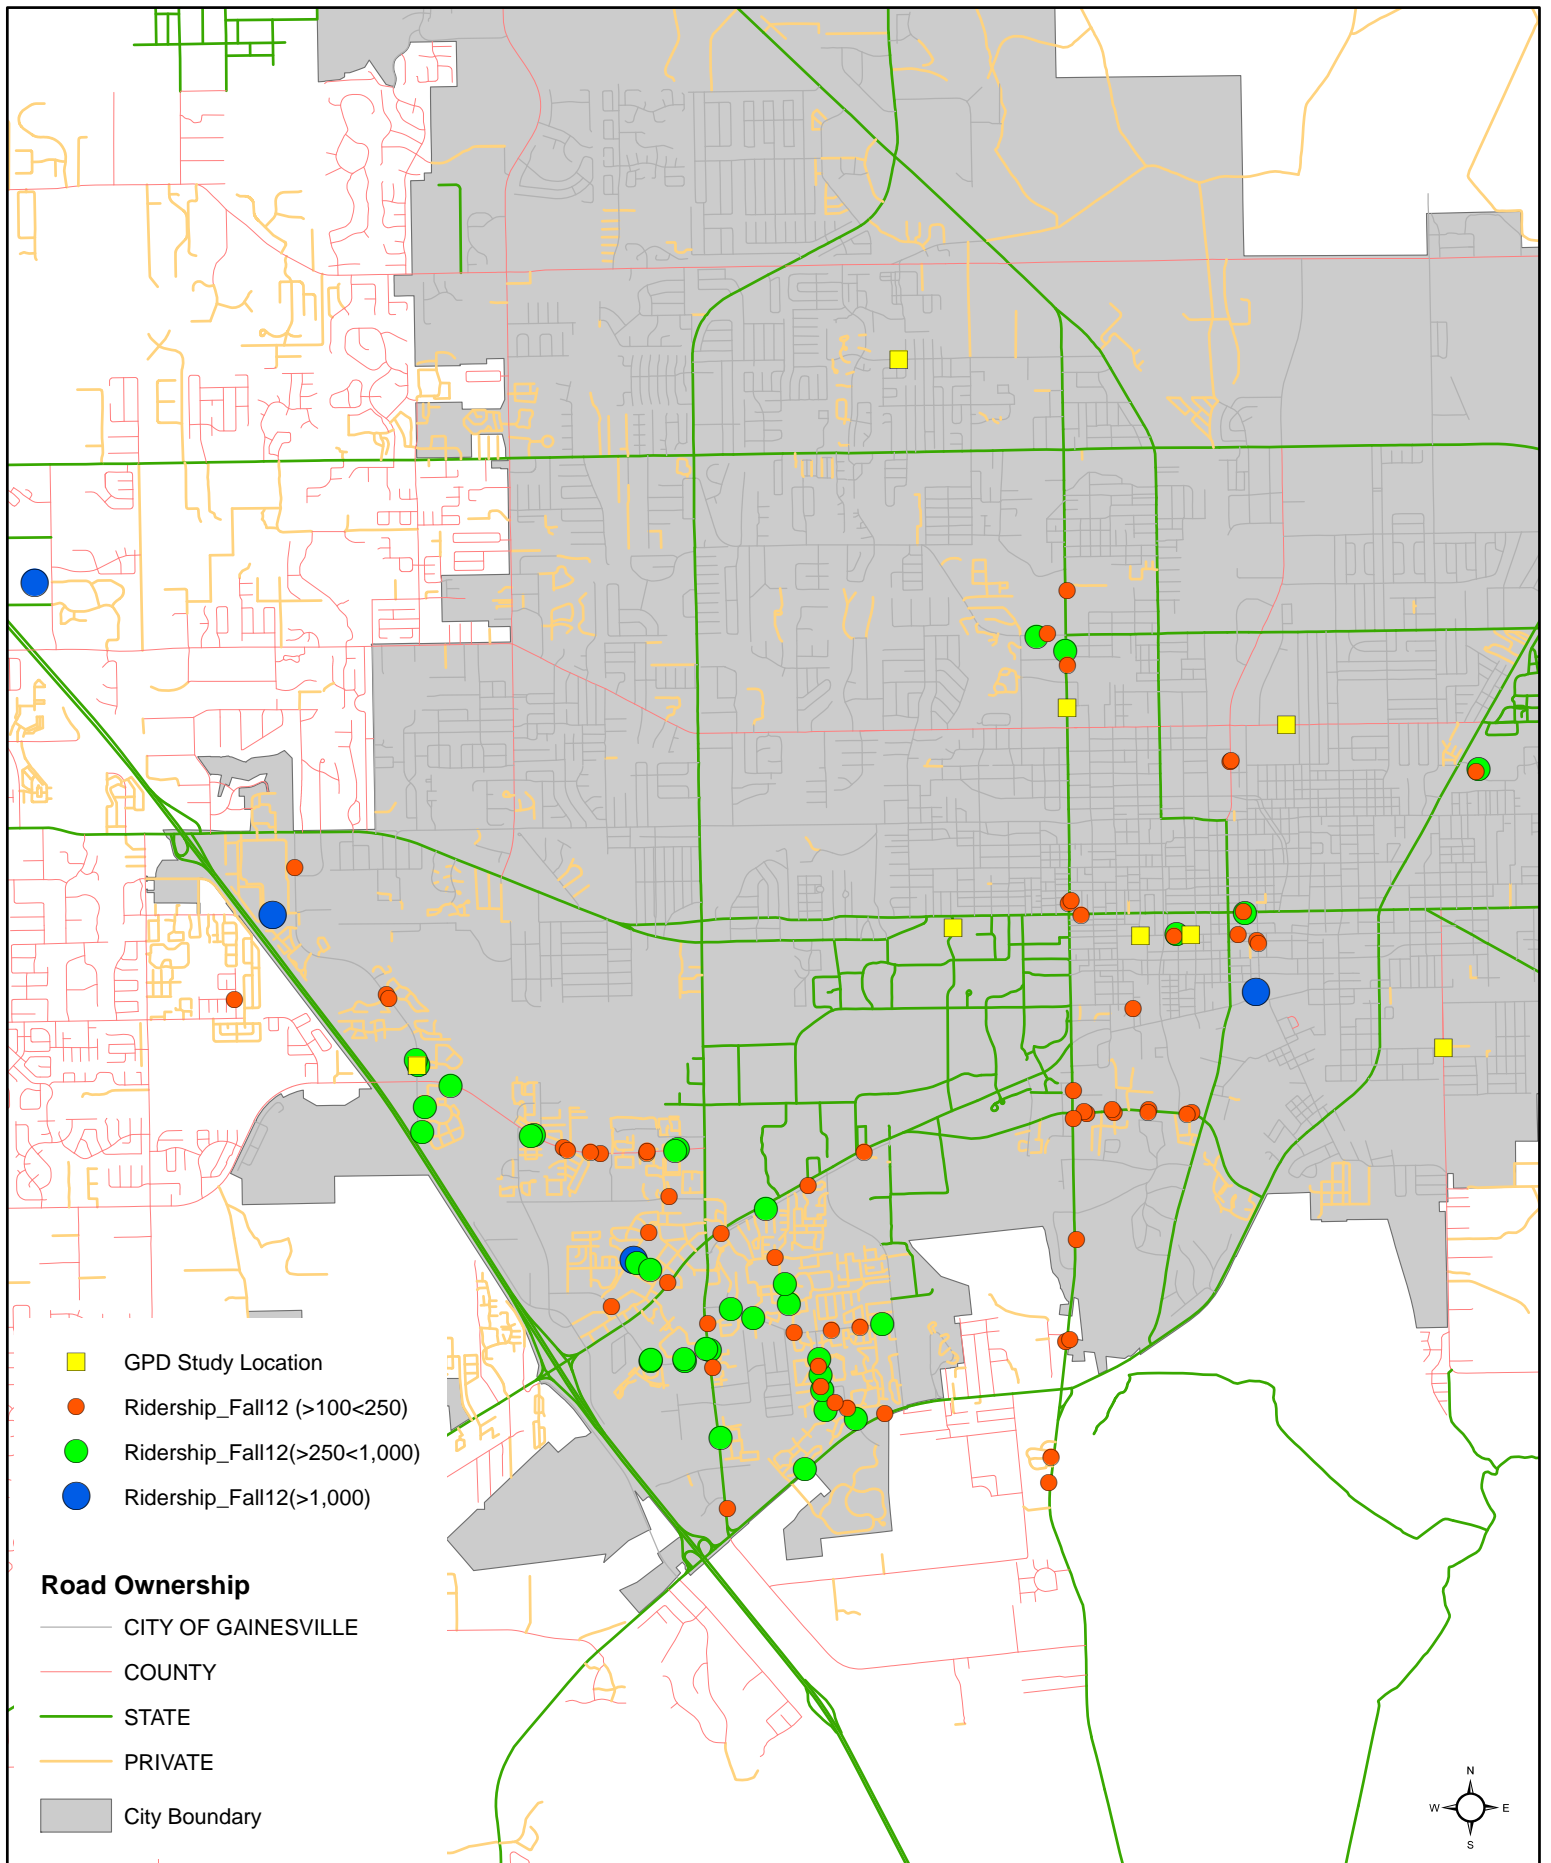 GPD Study Location
Ridership_Fall12 (>100<250)
Ridership_Fall12(>250<1,000)
Ridership_Fall12(>1,000)
Road Ownership
CITY OF GAINESVILLE
COUNTY
STATE
PRIVATE
City Boundary
N
W E
S